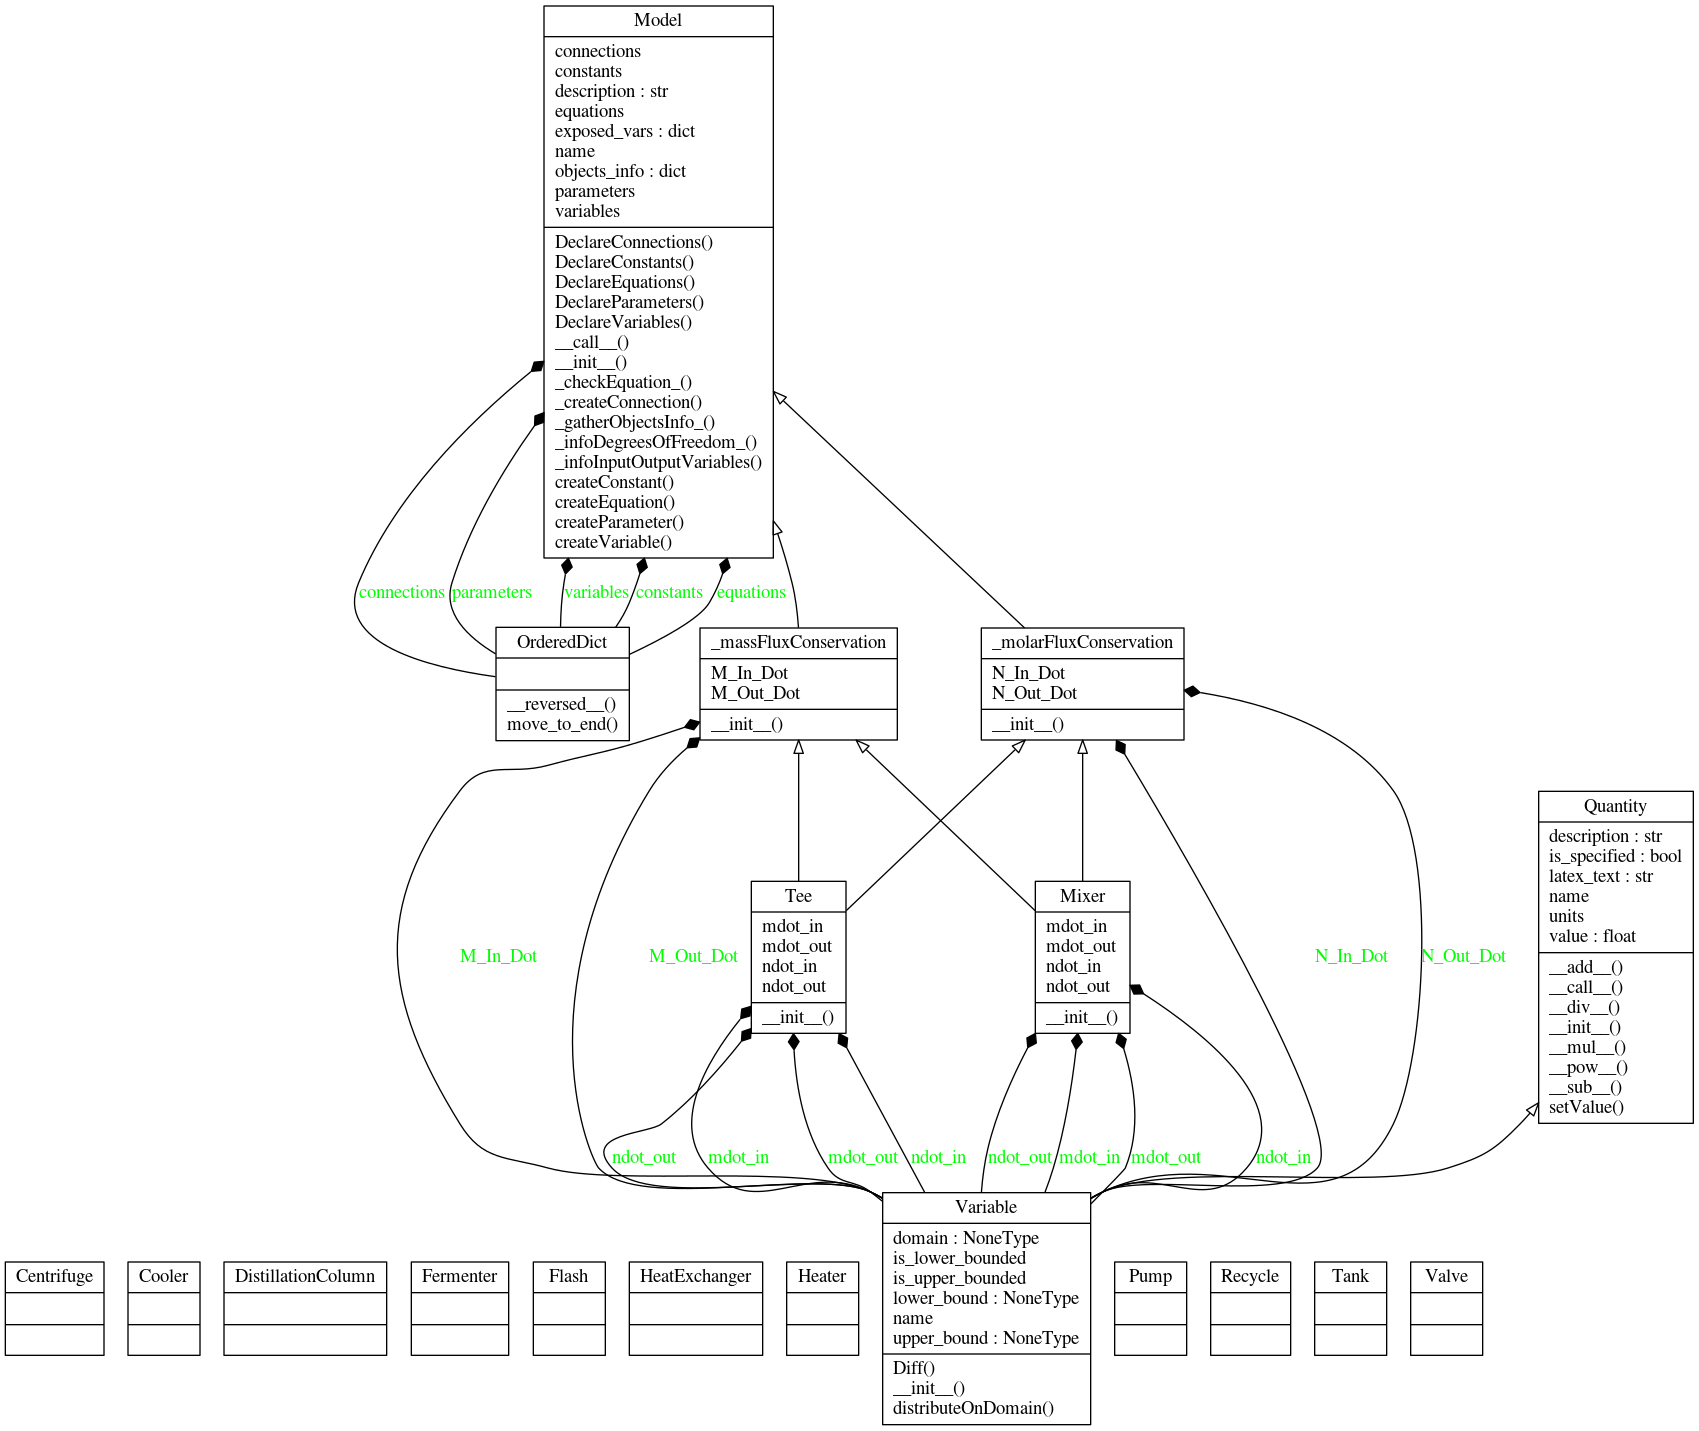 Model
connections
constants
description : str
equations
exposed_vars : dict
name
objects_info : dict
parameters
variables
DeclareConnections()
DeclareConstants()
DeclareEquations()
DeclareParameters()
DeclareVariables()
__call__()
__init__()
_checkEquation_()
_createConnection()
_gatherObjectsInfo_()
_infoDegreesOfFreedom_()
_infoInputOutputVariables()
createConstant()
createEquation()
createParameter()
createVariable()
connections
parameters
variables
constants
equations
OrderedDict
__reversed__()
move_to_end()
_massFluxConservation
M_In_Dot
M_Out_Dot
__init__()
_molarFluxConservation
N_In_Dot
N_Out_Dot
__init__()
Quantity
description : str
is_specified : bool
latex_text : str
name
units
value : float
__add__()
__call__()
__div__()
__init__()
__mul__()
__pow__()
__sub__()
setValue()
Tee
mdot_in
mdot_out
ndot_in
ndot_out
__init__()
Mixer
mdot_in
mdot_out
ndot_in
ndot_out
__init__()
M_In_Dot
M_Out_Dot
N_In_Dot
N_Out_Dot
ndot_out
mdot_in
mdot_out
ndot_in
ndot_out
mdot_in
mdot_out
ndot_in
Centrifuge
Cooler
DistillationColumn
Fermenter
Flash
HeatExchanger
Heater
Variable
domain : NoneType
is_lower_bounded
is_upper_bounded
lower_bound : NoneType
name
upper_bound : NoneType
Diff()
__init__()
distributeOnDomain()
Pump
Recycle
Tank
Valve